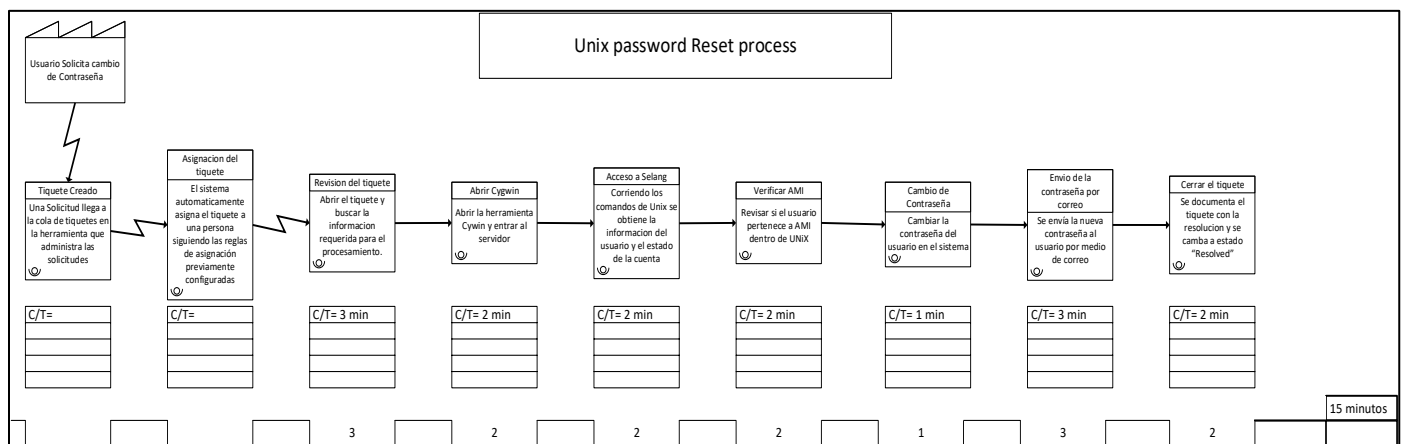 Unix password Reset process
Usuario Solicita cambio
de Contraseña
Tiquete Creado
Una Solicitud llega a
la cola de tiquetes en
la herramienta que
administra las
solicitudes
Asignacion del
tiquete
El sistema
automaticamente
asigna el tiquete a
una persona
siguiendo las reglas
de asignación
previamente
configuradas
Revision del tiquete
Abrir el tiquete y
buscar la
informacion
requerida para el
procesamiento.
Abrir Cygwin
Abrir la herramienta
Cywin y entrar al
servidor
Acceso a Selang
Corriendo los
comandos de Unix se
obtiene la
informacion del
usuario y el estado
de la cuenta
Verificar AMI
Revisar si el usuario
pertenece a AMI
dentro de UNiX
Cambio de
Contraseña
Cambiar la
contraseña del
usuario en el sistema
Envio de la
contraseña por
correo
Se envía la nueva
contraseña al
usuario por medio
de correo
Cerrar el tiquete
Se documenta el
tiquete con la
resolucion y se
camba a estado
“Resolved”
C/T=
C/T=
C/T= 3 min
C/T= 2 min
C/T= 2 min
C/T= 2 min
C/T= 1 min
C/T= 3 min
C/T= 2 min
15 minutos
3
2
2
2
1
3
2